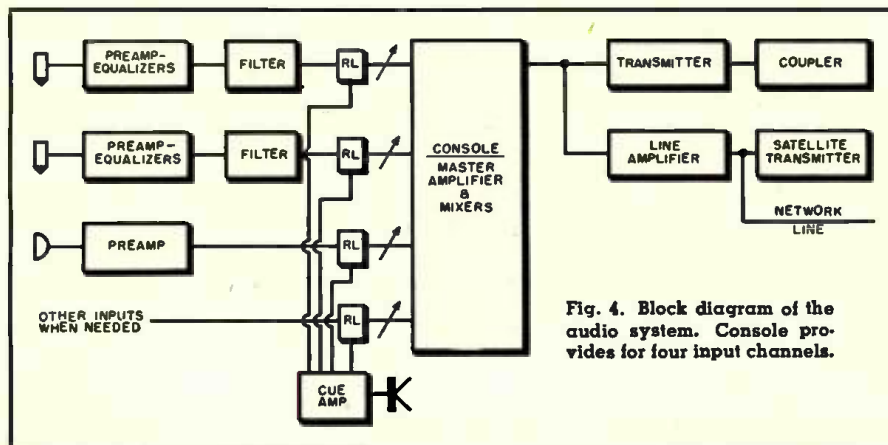 PREAMP-
EQUALIZERS
FILTER
RL
TRANSMITTER
COUPLER
PREAMP-
EQUALIZERS
FILTER
RL
CONSOLE
MASTER
AMPLIFIER
&
MIXERS
LINE
AMPLIFIER
SATELLITE
TRANSMITTER
NETWORK
LINE
PREAMP
RL
OTHER INPUTS
WHEN NEEDED
RL
CUE
AMP
Fig. 4. Block diagram of the
audio system. Console pro-
vides for four input channels.